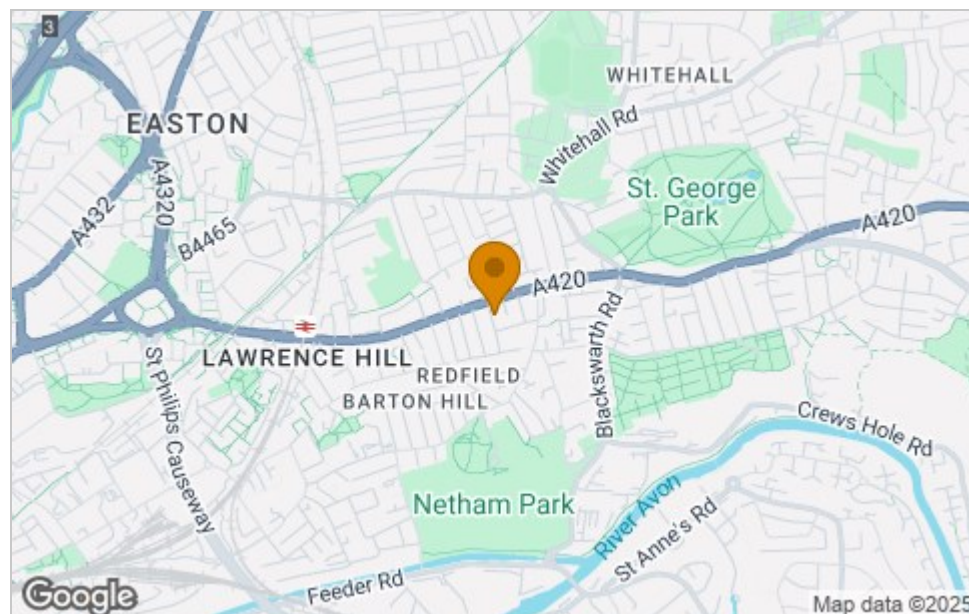 3
WHITEHALL
EASTON
Whitehall Rd
A4320
A432
B4465
St. George
Park
A420
A420
LAWRENCE HILL
REDFIELD
BARTON HILL
Blackswarth Rd
St Philips Causeway
Crews Hole Rd
Netham Park
River Avon
St Anne's Rd
Feeder Rd
Google
Map data ©2025